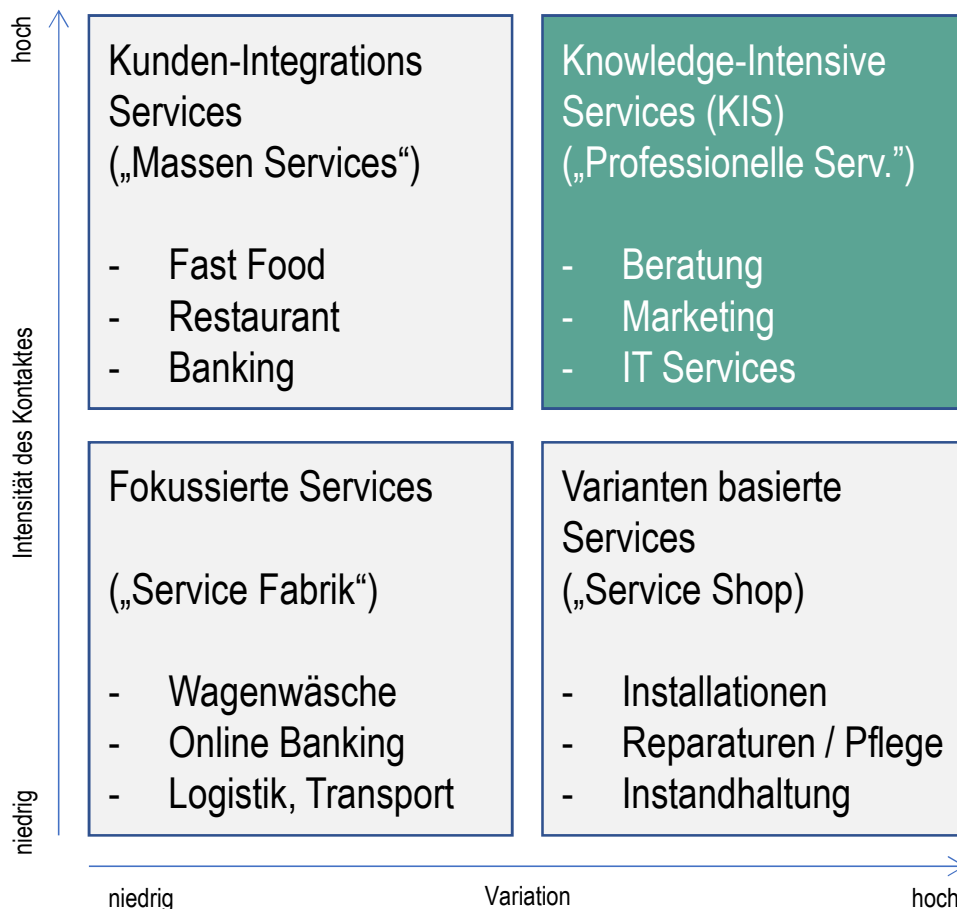 hoch
Intensität des Kontaktes
niedrig
Kunden-Integrations
Services
(„Massen Services“)
- Fast Food
- Restaurant
- Banking
Knowledge-Intensive
Services (KIS)
(„Professionelle Serv.”)
- Beratung
- Marketing
- IT Services
Fokussierte Services
(„Service Fabrik“)
- Wagenwäsche
- Online Banking
- Logistik, Transport
Varianten basierte
Services
(„Service Shop)
- Installationen
- Reparaturen / Pflege
- Instandhaltung
niedrig
Variation
hoch